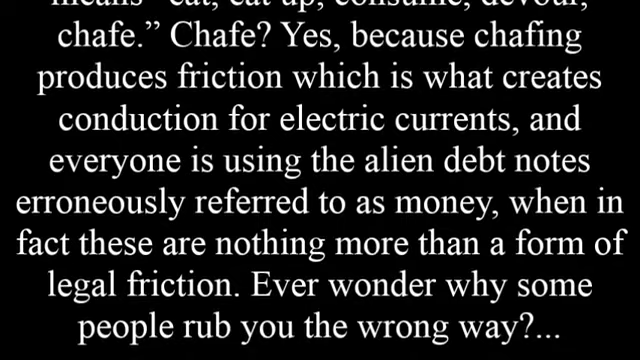 means “eat, eat up, consume, devour,
chafe.” Chafe? Yes, because chafing
produces friction which is what creates
conduction for electric currents, and
everyone is using the alien debt notes
erroneously referred to as money, when in
fact these are nothing more than a form of
legal friction. Ever wonder why some
people rub you the wrong way?...